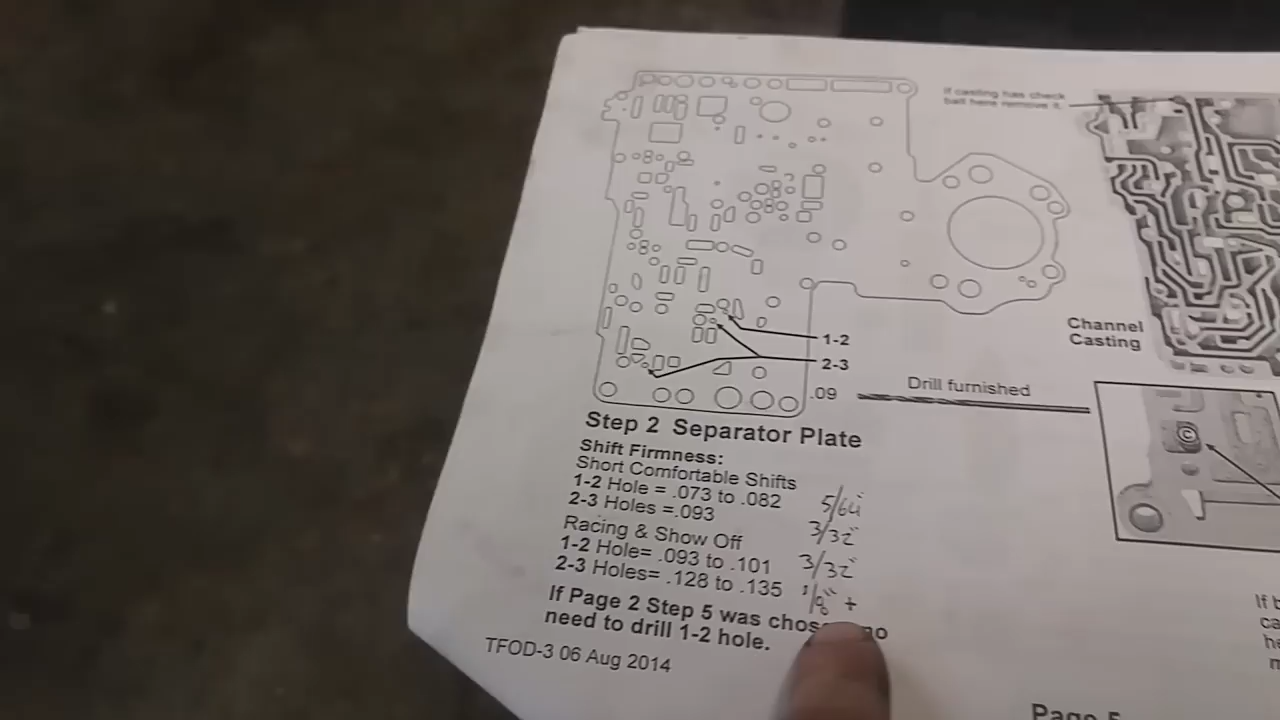 If casting has check
ball here remove it.
1-2
2-3
.09
Drill furnished
Channel
Casting
Step 2 Separator Plate
Shift Firmness:
Short Comfortable Shifts
1-2 Hole = .073 to .082 5/64"
2-3 Holes =.093 3/32"
Racing & Show Off
1-2 Hole= .093 to .101 3/32"
2-3 Holes= .128 to .135 1/8" +
If Page 2 Step 5 was no
need to drill 1-2 hole.
TFOD-3 06 Aug 2014
If
Page 5